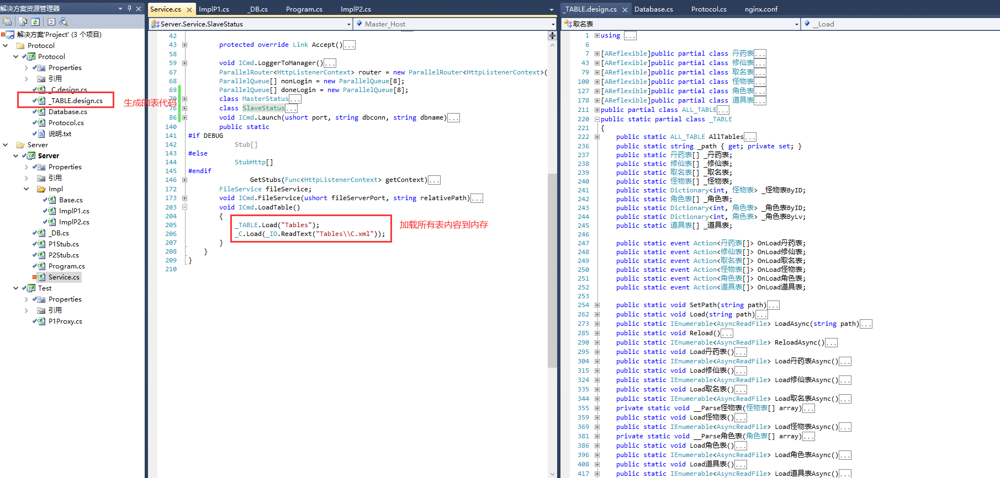 解决方案资源管理器
解决方案'Project' (3 个项目)
Protocol
Protocol
Properties
引用
_C.design.cs
_TABLE.design.cs
生成的表代码
Database.cs
Protocol.cs
说明.txt
Server
Server
Properties
引用
Impl
Base.cs
ImplP1.cs
ImplP2.cs
_DB.cs
P1Stub.cs
P2Stub.cs
Program.cs
Service.cs
Test
Properties
引用
P1Proxy.cs
Service.cs ImplP1.cs _DB.cs Program.cs ImplP2.cs
Server.Service.SlaveStatus Master_Host
42
43 protected override Link Accept()...
58
59 void ICmd.LoggerToManager()...
67 ParallelRouter<HttpListenerContext> router = new ParallelRouter<HttpListenerContext>(
68 ParallelQueue[] nonLogin = new ParallelQueue[8];
69 ParallelQueue[] doneLogin = new ParallelQueue[8];
70 class MasterStatus...
76 class SlaveStatus...
86 void ICmd.Launch(ushort port, string dbconn, string dbname)...
140 public static
141 #if DEBUG
142 Stub[]
143 #else
144 StubHttp[]
145 #endif
146 GetStubs(Func<HttpListenerContext> getContext)...
172 FileService fileService;
173 void ICmd.FileService(ushort fileServerPort, string relativePath)...
203 void ICmd.LoadTable()
204 {
205 _TABLE.Load("Tables");
206 _C.Load(_IO.ReadText("Tables\\C.xml"));
加载所有表内容到内存
207 }
208 }
209 }
210
_TABLE.design.cs Database.cs Protocol.cs nginx.conf
取名表 __Load
1 using ...
6
7 [AReflexible]public partial class 丹药表...
43 [AReflexible]public partial class 修仙表...
79 [AReflexible]public partial class 取名表...
100 [AReflexible]public partial class 怪物表...
127 [AReflexible]public partial class 角色表...
178 [AReflexible]public partial class 道具表...
211 public partial class ALL_TABLE...
220 public static partial class _TABLE
221 {
222 public static ALL_TABLE AllTables...
236 public static string _path { get; private set; }
237 public static 丹药表[] _丹药表;
238 public static 修仙表[] _修仙表;
239 public static 取名表[] _取名表;
240 public static 怪物表[] _怪物表;
241 public static Dictionary<int, 怪物表> _怪物表ByID;
242 public static 角色表[] _角色表;
243 public static Dictionary<int, 角色表> _角色表ByID;
244 public static Dictionary<int, 角色表> _角色表ByLv;
245 public static 道具表[] _道具表;
246
247 public static event Action<丹药表[]> OnLoad丹药表;
248 public static event Action<修仙表[]> OnLoad修仙表;
249 public static event Action<取名表[]> OnLoad取名表;
250 public static event Action<怪物表[]> OnLoad怪物表;
251 public static event Action<角色表[]> OnLoad角色表;
252 public static event Action<道具表[]> OnLoad道具表;
253
254 public static void SetPath(string path)...
262 public static void Load(string path)...
273 public static IEnumerable<AsyncReadFile> LoadAsync(string path)...
285 public static void Reload()...
290 public static IEnumerable<AsyncReadFile> ReloadAsync()...
295 public static void Load丹药表()...
304 public static IEnumerable<AsyncReadFile> Load丹药表Async()...
315 public static void Load修仙表()...
324 public static IEnumerable<AsyncReadFile> Load修仙表Async()...
335 public static void Load取名表()...
344 public static IEnumerable<AsyncReadFile> Load取名表Async()...
355 private static void __Parse怪物表(怪物表[] array)...
359 public static void Load怪物表()...
369 public static IEnumerable<AsyncReadFile> Load怪物表Async()...
381 private static void __Parse角色表(角色表[] array)...
386 public static void Load角色表()...
396 public static IEnumerable<AsyncReadFile> Load角色表Async()...
408 public static void Load道具表()...
417 public static IEnumerable<AsyncReadFile> Load道具表Async()...